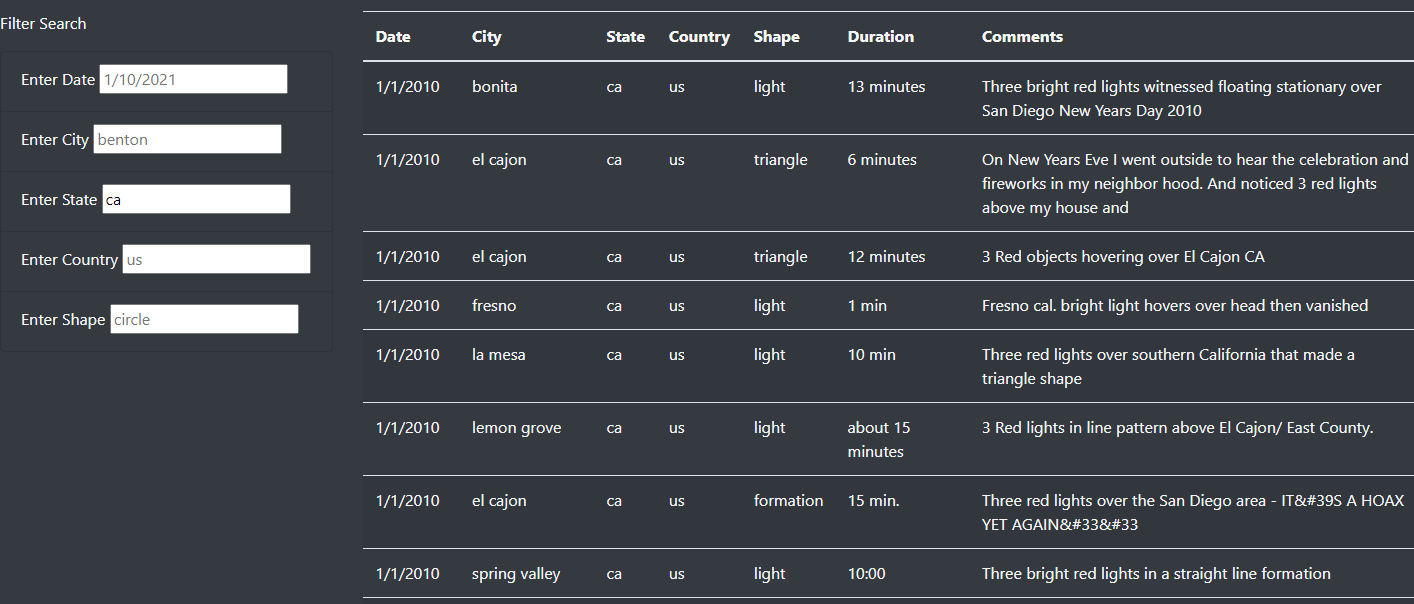 Filter Search
Enter Date 1/10/2021
Enter City benton
Enter State ca
Enter Country us
Enter Shape circle
Date City State Country Shape Duration Comments
1/1/2010 bonita ca us light 13 minutes Three bright red lights witnessed floating stationary over
San Diego New Years Day 2010
1/1/2010 el cajon ca us triangle 6 minutes On New Years Eve I went outside to hear the celebration and
fireworks in my neighbor hood. And noticed 3 red lights
above my house and
1/1/2010 el cajon ca us triangle 12 minutes 3 Red objects hovering over El Cajon CA
1/1/2010 fresno ca us light 1 min Fresno cal. bright light hovers over head then vanished
1/1/2010 la mesa ca us light 10 min Three red lights over southern California that made a
triangle shape
1/1/2010 lemon grove ca us light about 15 3 Red lights in line pattern above El Cajon/ East County.
minutes
1/1/2010 el cajon ca us formation 15 min. Three red lights over the San Diego area - IT&#39S A HOAX
YET AGAIN&#33&#33
1/1/2010 spring valley ca us light 10:00 Three bright red lights in a straight line formation